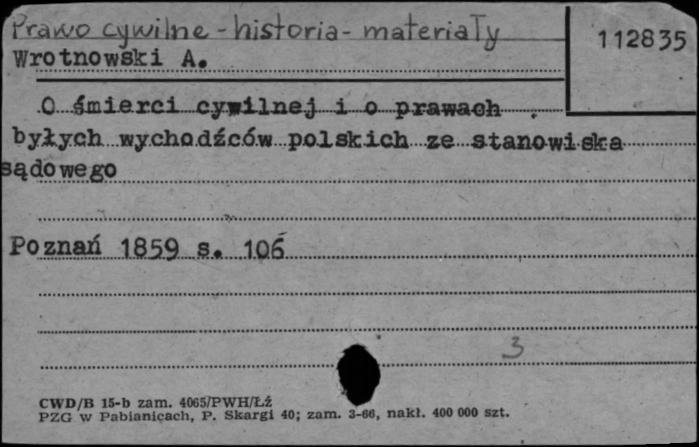 Prawo cywilne - historia - materiały
112835
Wrotnowski A.
O śmierci cywilnej i o prawach
byłych wychodźców polskich ze stanowiska
sądowego
Poznań 1859 s. 106
3
CWD/B 15-b zam. 4065/PWH/Łź
PZG w Pabianicach, P. Skargi 40; zam. 3-66, nakł. 400 000 szt.